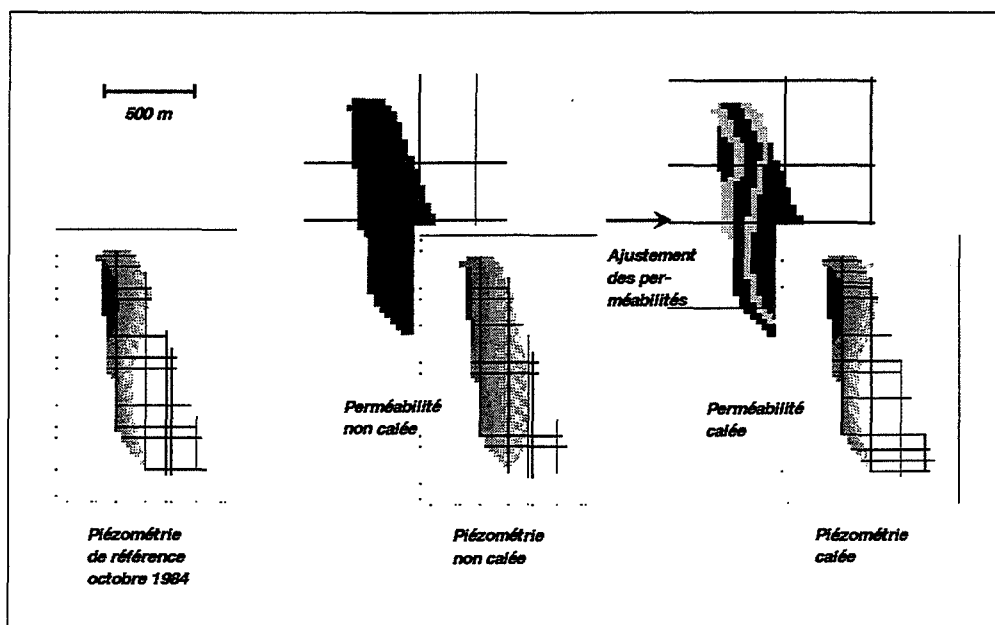 500 m
Ajustement
des per-
méabilités
Perméabilité
non calée
Perméabilité
calée
Piézométrie
de référence
octobre 1984
Piézométrie
non calée
Piézométrie
calée